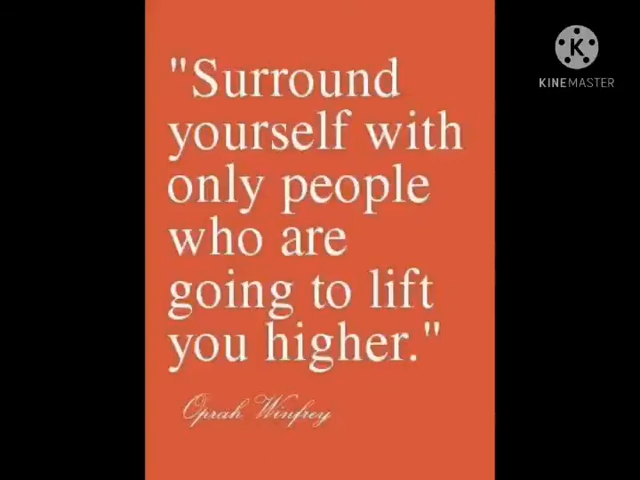 "Surround
yourself with
only people
who are
going to lift
you higher."
Oprah Winfrey
KINEMASTER